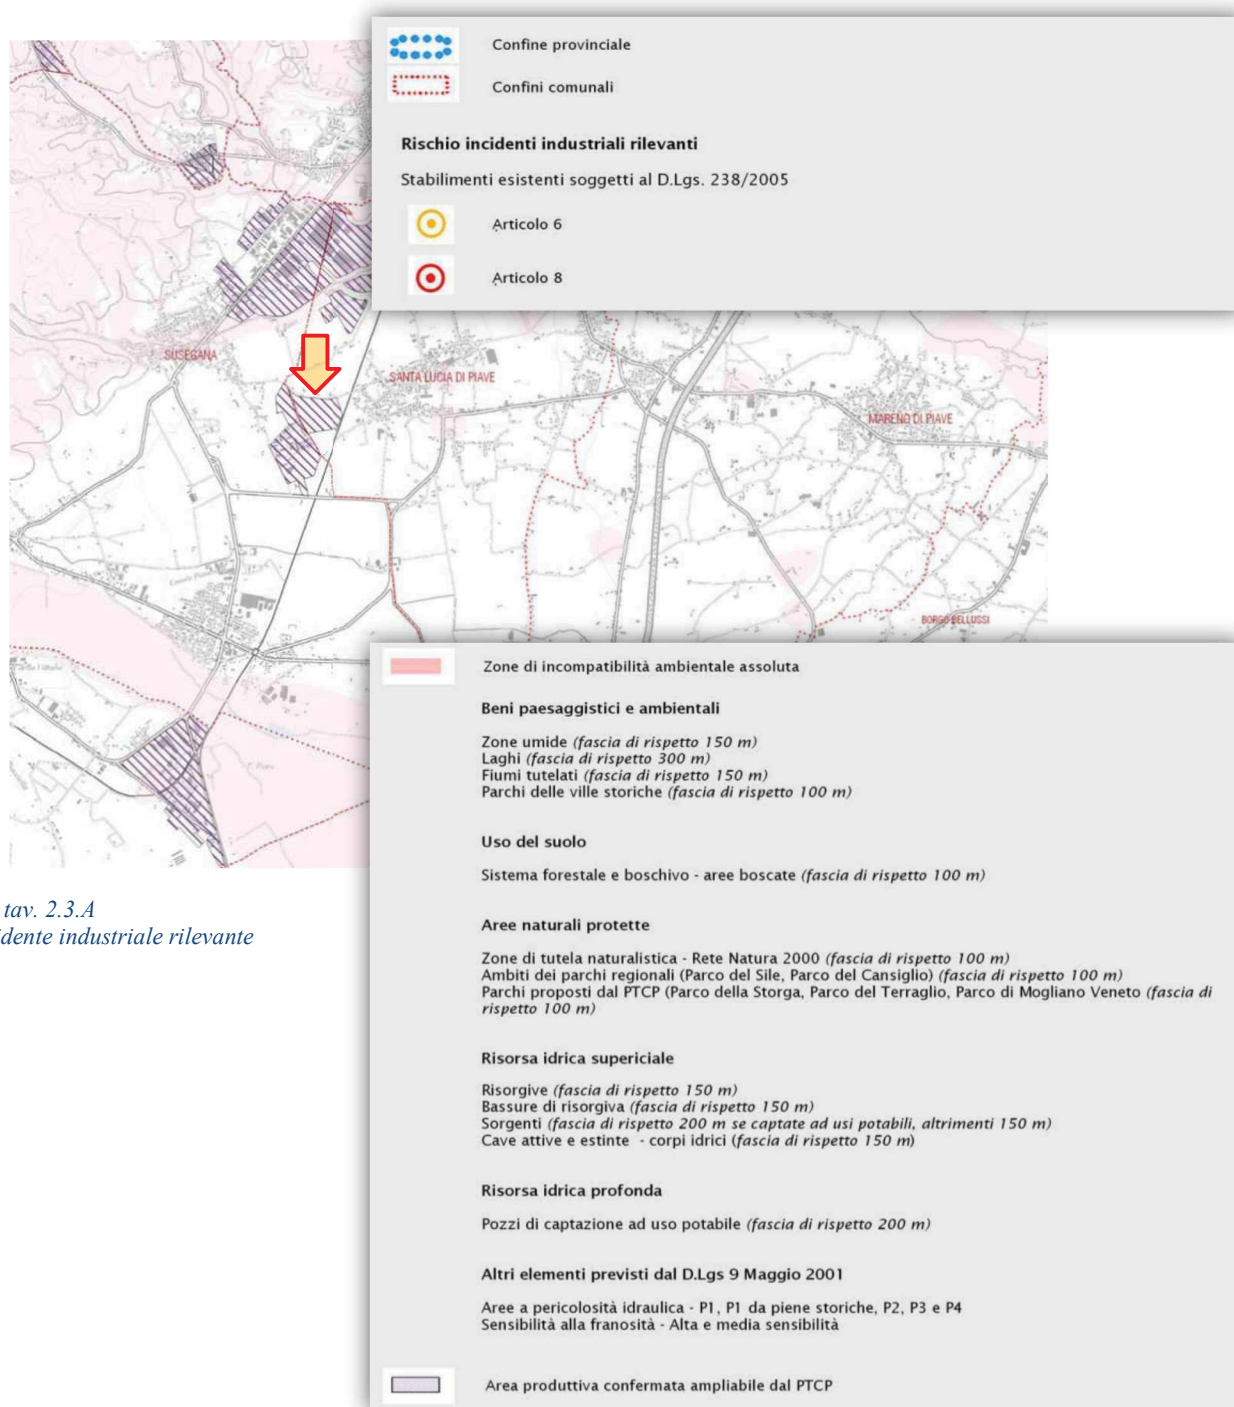 Confine provinciale
Confini comunali
Rischio incidenti industriali rilevanti
Stabilimenti esistenti soggetti al D.Lgs. 238/2005
Articolo 6
Articolo 8
SUSEGANA
SANTA LUCIA DI PIAVE
MARENO DI PIAVE
BORGO BELLUSSI
Zone di incompatibilità ambientale assoluta
Beni paesaggistici e ambientali
Zone umide (fascia di rispetto 150 m)
Laghi (fascia di rispetto 300 m)
Fiumi tutelati (fascia di rispetto 150 m)
Parchi delle ville storiche (fascia di rispetto 100 m)
Uso del suolo
Sistema forestale e boschivo - aree boscate (fascia di rispetto 100 m)
tav. 2.3.A
idente industriale rilevante
Aree naturali protette
Zone di tutela naturalistica - Rete Natura 2000 (fascia di rispetto 100 m)
Ambiti dei parchi regionali (Parco del Sile, Parco del Cansiglio) (fascia di rispetto 100 m)
Parchi proposti dal PTCP (Parco della Storga, Parco del Terraglio, Parco di Mogliano Veneto (fascia di
rispetto 100 m)
Risorsa idrica supericiale
Risorgive (fascia di rispetto 150 m)
Bassure di risorgiva (fascia di rispetto 150 m)
Sorgenti (fascia di rispetto 200 m se captate ad usi potabili, altrimenti 150 m)
Cave attive e estinte - corpi idrici (fascia di rispetto 150 m)
Risorsa idrica profonda
Pozzi di captazione ad uso potabile (fascia di rispetto 200 m)
Altri elementi previsti dal D.Lgs 9 Maggio 2001
Aree a pericolosità idraulica - P1, P1 da piene storiche, P2, P3 e P4
Sensibilità alla franosità - Alta e media sensibilità
Area produttiva confermata ampliabile dal PTCP